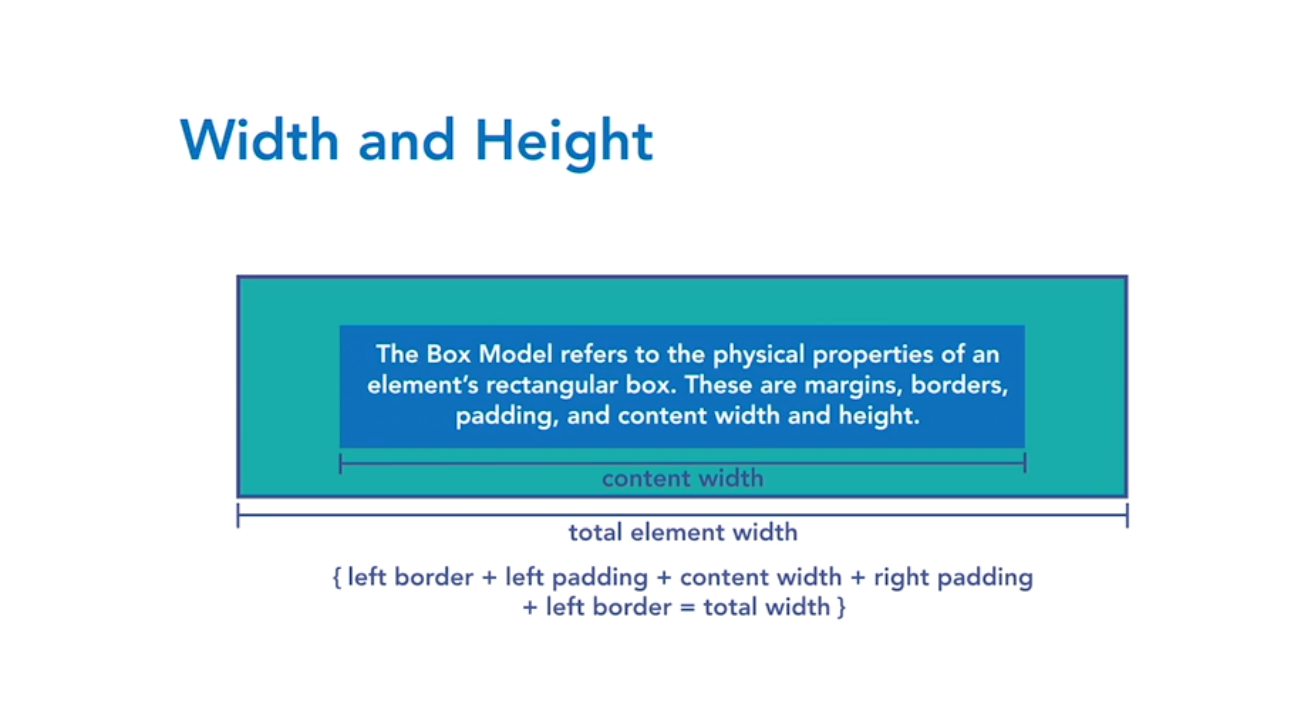 Width and Height
The Box Model refers to the physical properties of an
element’s rectangular box. These are margins, borders,
padding, and content width and height.
content width
total element width
{ left border + left padding + content width + right padding
+ left border = total width }